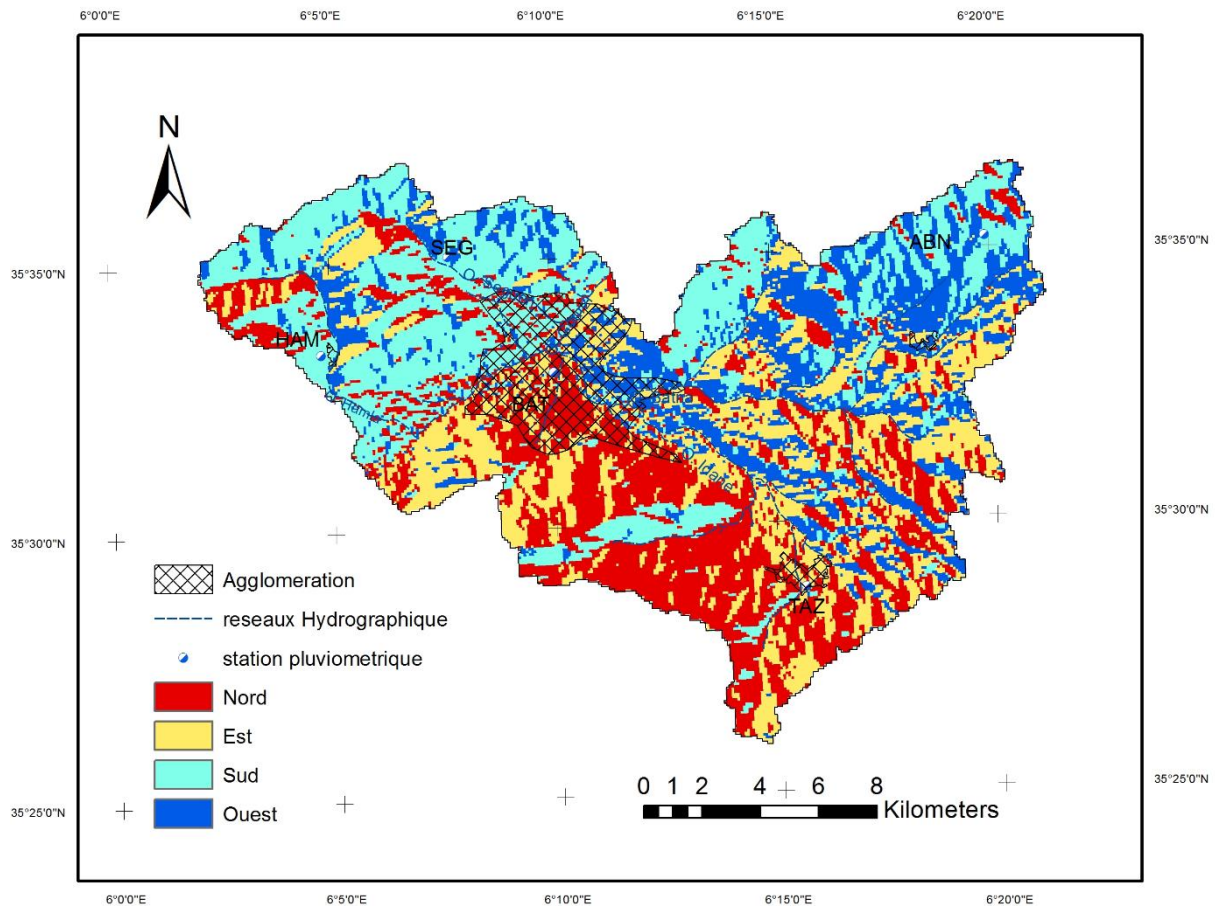 6°0'0"E 6°5'0"E 6°10'0"E 6°15'0"E 6°20'0"E
N
ABN
SEG
35°35'0"N 35°35'0"N
HAM
BAT
O. Idane
35°30'0"N 35°30'0"N
Agglomeration
TAZ
reseaux Hydrographique
station pluviometrique
Nord
Est
Sud
35°25'0"N 35°25'0"N
0 1 2 4 6 8
Kilometers
Ouest
6°0'0"E 6°5'0"E 6°10'0"E 6°15'0"E 6°20'0"E